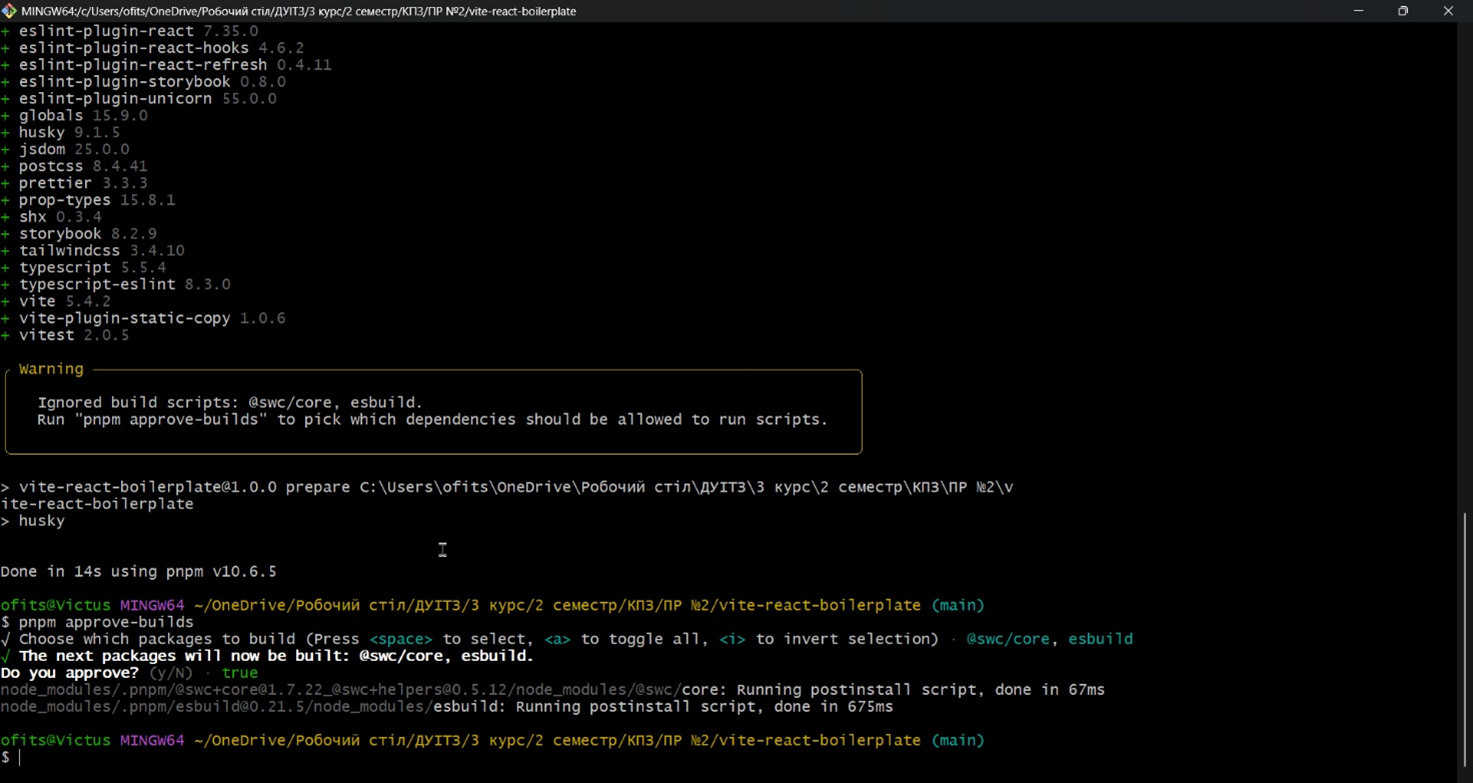 MINGW64:/c/Users/ofits/OneDrive/Робочий стіл/ДУІТЗ/3 курс/2 семестр/КПЗ/ПР №2/vite-react-boilerplate
+ eslint-plugin-react 7.35.0
+ eslint-plugin-react-hooks 4.6.2
+ eslint-plugin-react-refresh 0.4.11
+ eslint-plugin-storybook 0.8.0
+ eslint-plugin-unicorn 55.0.0
+ globals 15.9.0
+ husky 9.1.5
+ jsdom 25.0.0
+ postcss 8.4.41
+ prettier 3.3.3
+ prop-types 15.8.1
+ shx 0.3.4
+ storybook 8.2.9
+ tailwindcss 3.4.10
+ typescript 5.5.4
+ typescript-eslint 8.3.0
+ vite 5.4.2
+ vite-plugin-static-copy 1.0.6
+ vitest 2.0.5
Warning
Ignored build scripts: @swc/core, esbuild.
Run "pnpm approve-builds" to pick which dependencies should be allowed to run scripts.
> vite-react-boilerplate@1.0.0 prepare C:\Users\ofits\OneDrive\Робочий стіл\ДУІТЗ\3 курс\2 семестр\КПЗ\ПР №2\v
ite-react-boilerplate
> husky
Done in 14s using pnpm v10.6.5
ofits@Victus MINGW64 ~/OneDrive/Робочий стіл/ДУІТЗ/3 курс/2 семестр/КПЗ/ПР №2/vite-react-boilerplate (main)
$ pnpm approve-builds
√ Choose which packages to build (Press <space> to select, <a> to toggle all, <i> to invert selection) · @swc/core, esbuild
√ The next packages will now be built: @swc/core, esbuild.
Do you approve? (y/N) · true
node_modules/.pnpm/@swc+core@1.7.22_@swc+helpers@0.5.12/node_modules/@swc/core: Running postinstall script, done in 67ms
node_modules/.pnpm/esbuild@0.21.5/node_modules/esbuild: Running postinstall script, done in 675ms
ofits@Victus MINGW64 ~/OneDrive/Робочий стіл/ДУІТЗ/3 курс/2 семестр/КПЗ/ПР №2/vite-react-boilerplate (main)
$